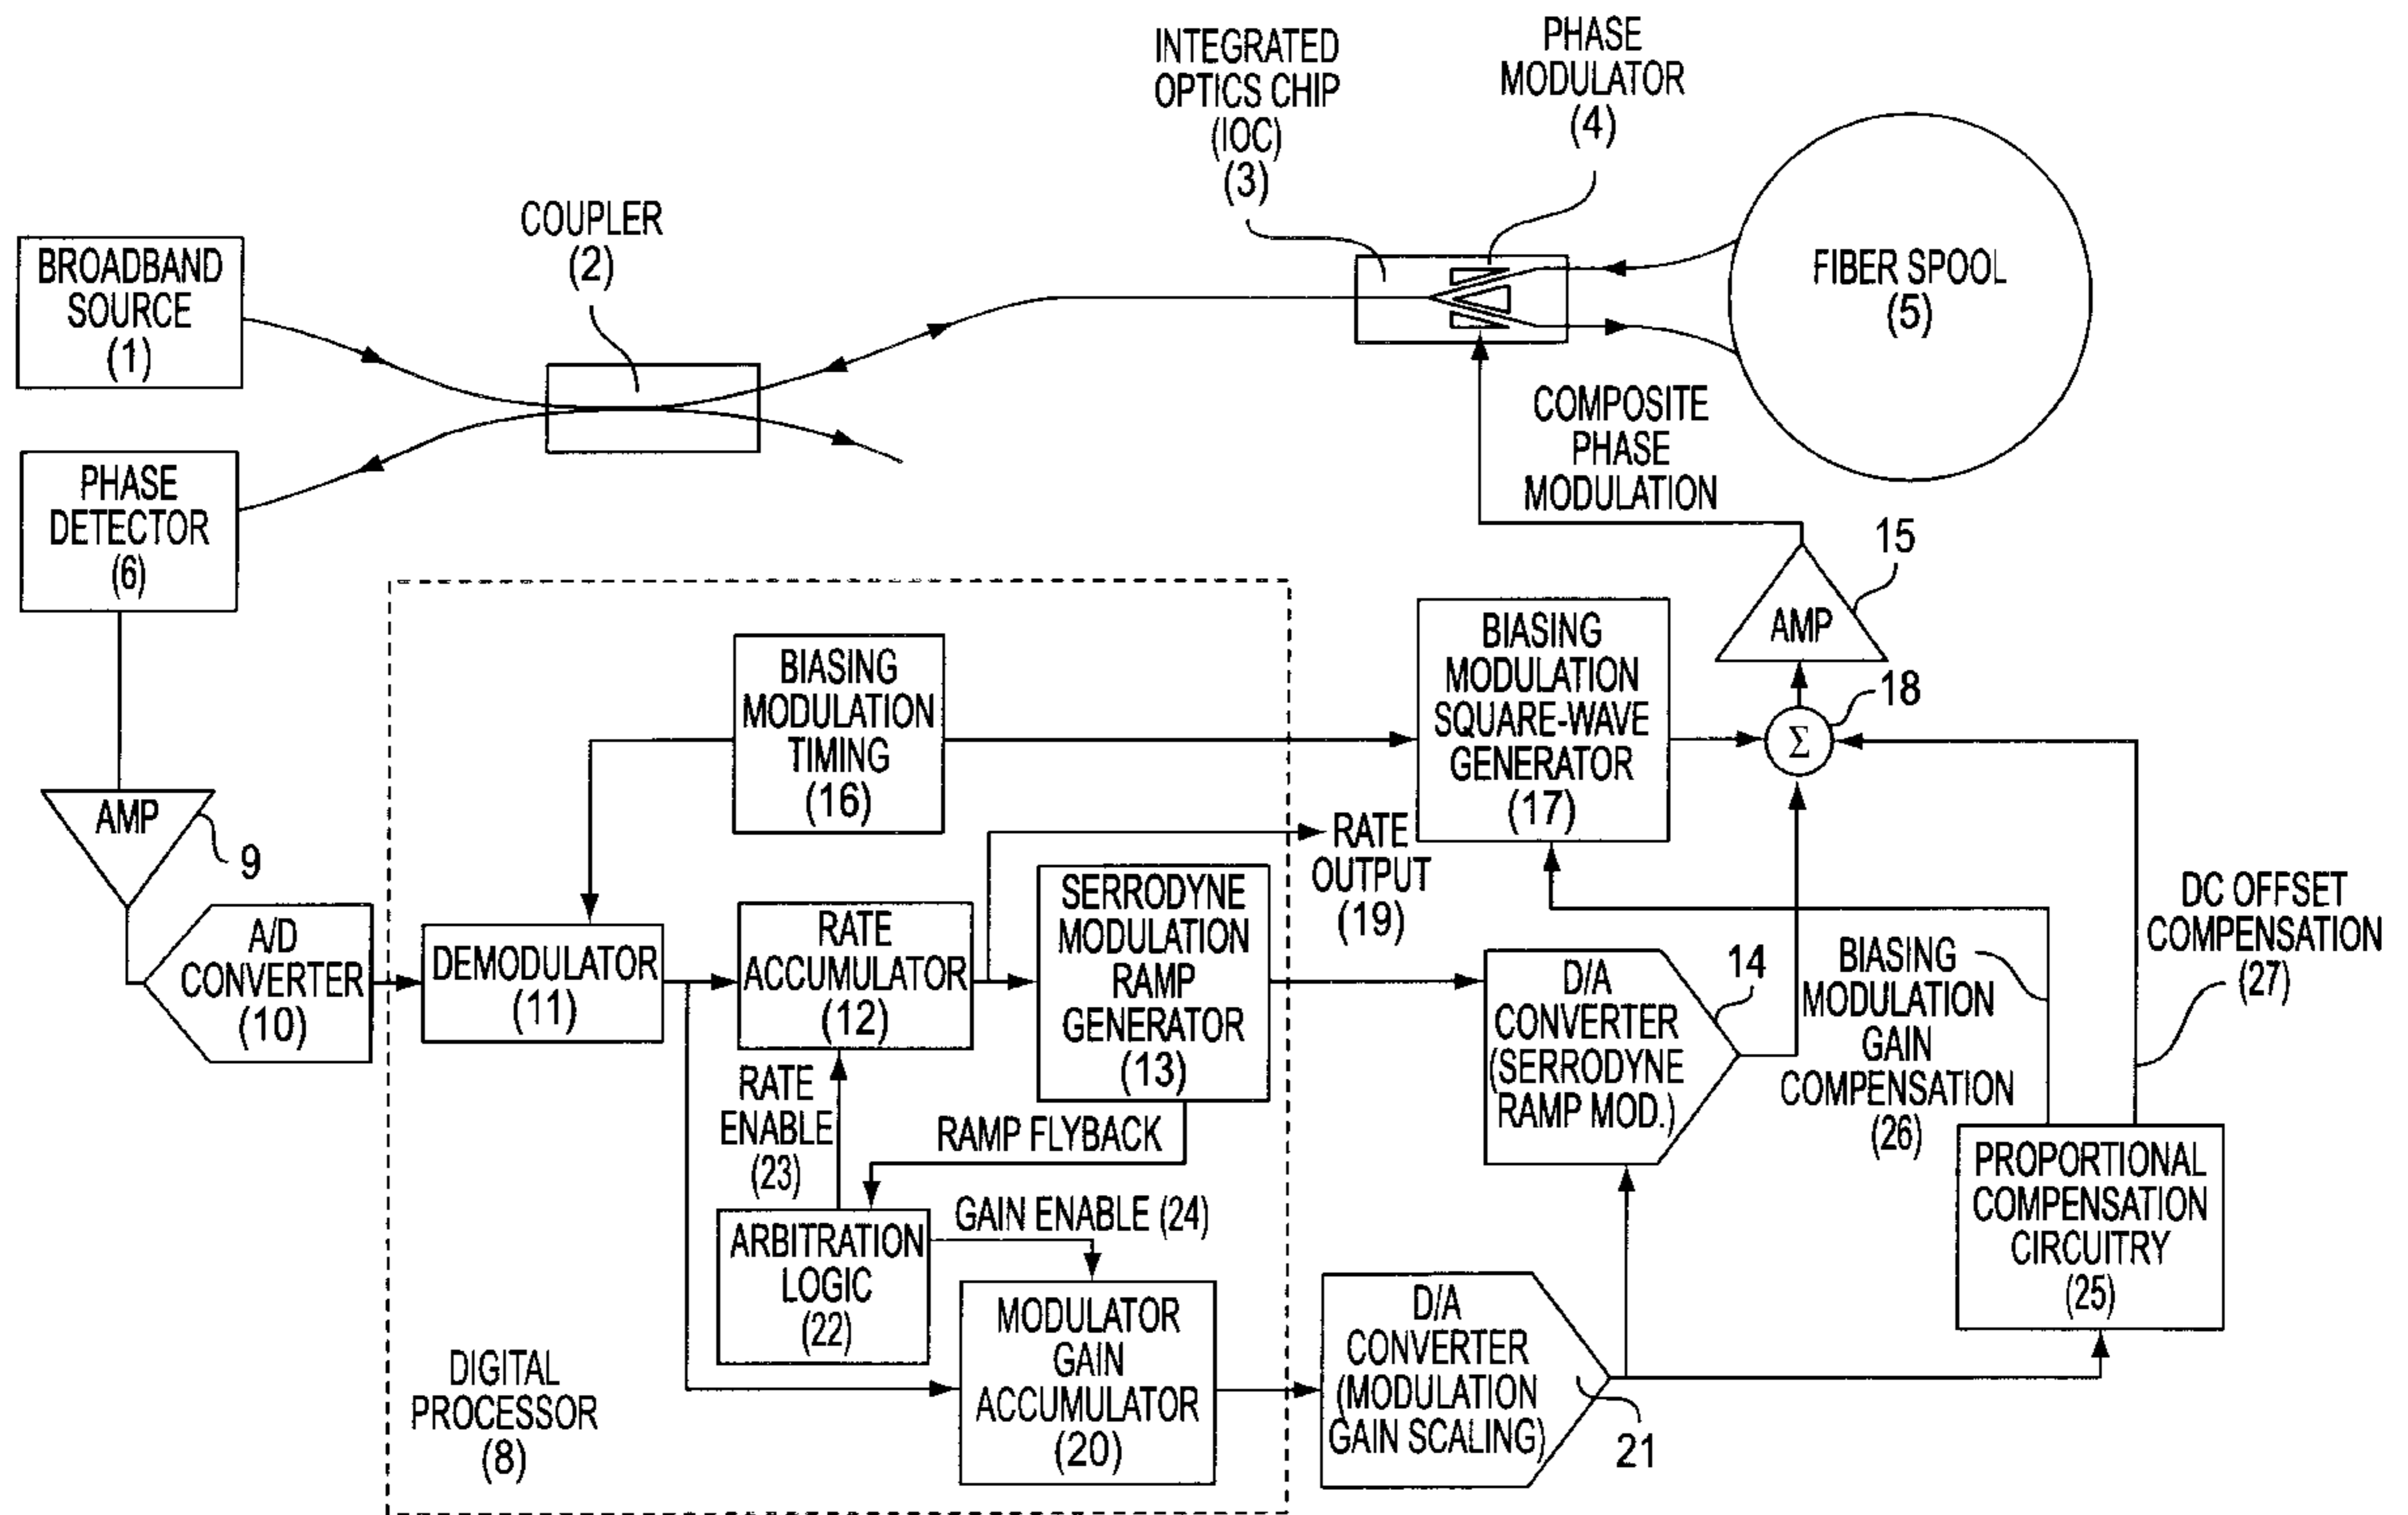 INTEGRATED
OPTICS CHIP
(IOC)
(3)
PHASE
MODULATOR
(4)
BROADBAND
SOURCE
(1)
COUPLER
(2)
FIBER SPOOL
(5)
PHASE
DETECTOR
(6)
COMPOSITE
PHASE
MODULATION
15
AMP
18
Σ
AMP
9
BIASING
MODULATION
TIMING
(16)
BIASING
MODULATION
SQUARE-WAVE
GENERATOR
(17)
RATE
OUTPUT
(19)
A/D
CONVERTER
(10)
DEMODULATOR
(11)
RATE
ACCUMULATOR
(12)
SERRODYNE
MODULATION
RAMP
GENERATOR
(13)
D/A
CONVERTER
(SERRODYNE
RAMP MOD.)
14
BIASING
MODULATION
GAIN
COMPENSATION
(26)
DC OFFSET
COMPENSATION
(27)
RATE
ENABLE
(23)
RAMP FLYBACK
GAIN ENABLE (24)
ARBITRATION
LOGIC
(22)
MODULATOR
GAIN
ACCUMULATOR
(20)
D/A
CONVERTER
(MODULATION
GAIN SCALING)
21
PROPORTIONAL
COMPENSATION
CIRCUITRY
(25)
DIGITAL
PROCESSOR
(8)